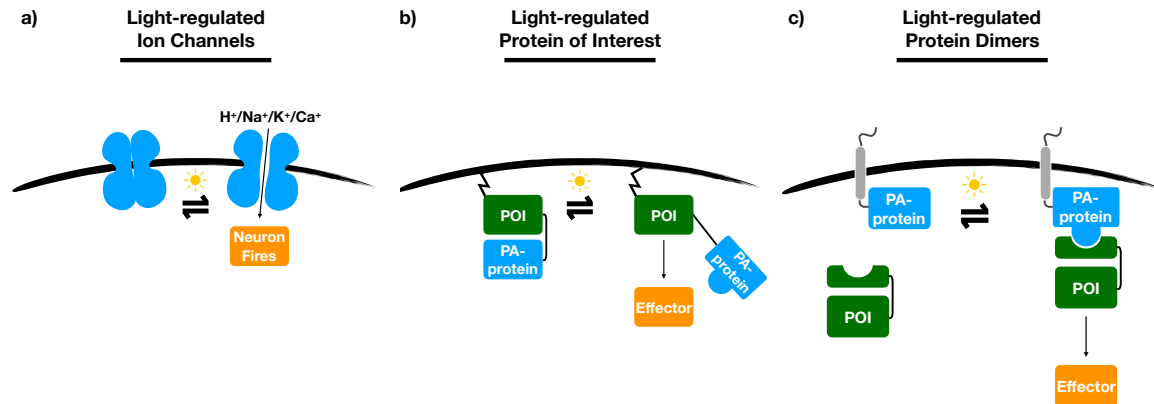 a)
Light-regulated
Ion Channels
H⁺/Na⁺/K⁺/Ca⁺
Neuron
Fires
b)
Light-regulated
Protein of Interest
POI
PA-
protein
POI
PA-
protein
Effector
c)
Light-regulated
Protein Dimers
PA-
protein
POI
PA-
protein
POI
Effector